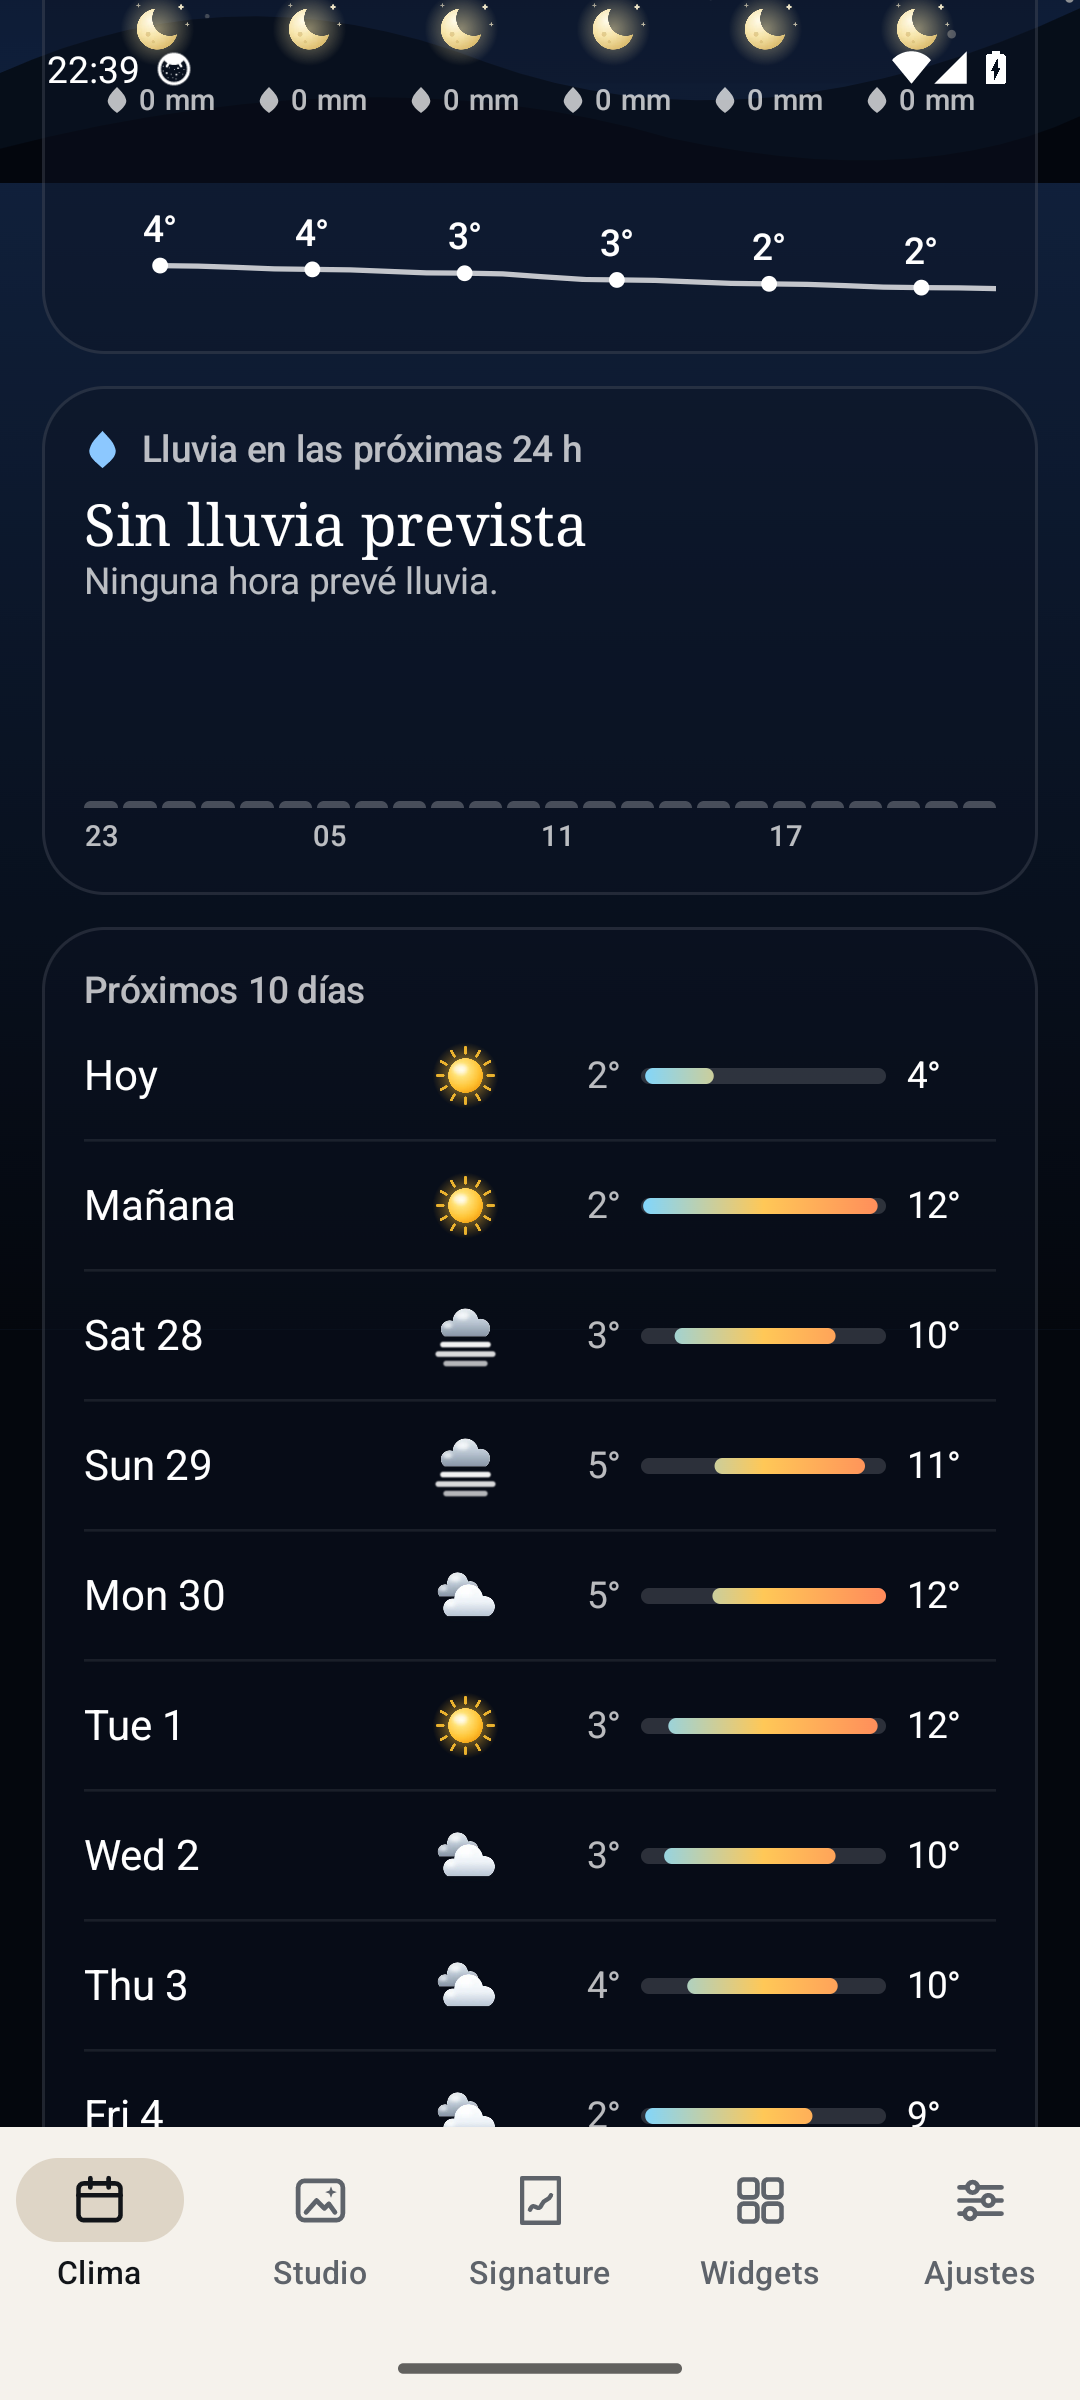 22:39
0 mm 0 mm 0 mm 0 mm 0 mm 0 mm
4° 4° 3° 3° 2° 2°
Lluvia en las próximas 24 h
Sin lluvia prevista
Ninguna hora prevé lluvia.
23 05 11 17
Próximos 10 días
Hoy 2° 4°
Mañana 2° 12°
Sat 28 3° 10°
Sun 29 5° 11°
Mon 30 5° 12°
Tue 1 3° 12°
Wed 2 3° 10°
Thu 3 4° 10°
Fri 4 2° 9°
Clima Studio Signature Widgets Ajustes